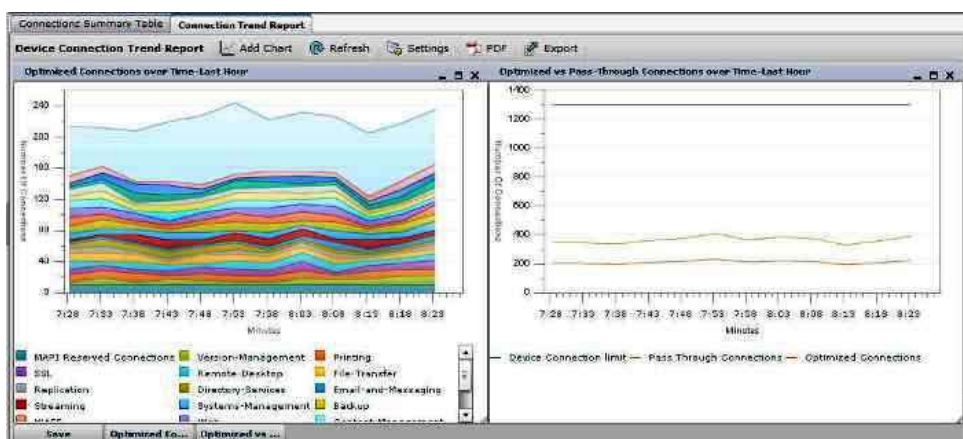 Connections Summary Table Connection Trend Report
Device Connection Trend Report Add Chart Refresh Settings PDF Export
Optimized Connections over Time-Last Hour
240
200
160
120
80
40
0
Number Of Connections
7:28 7:33 7:38 7:43 7:48 7:53 7:58 8:03 8:08 8:13 8:18 8:23
Minutes
MAPI Reserved Connections Version-Management Printing
SSL Remote-Desktop File-Transfer
Replication Directory-Services Email-and-Messaging
Streaming Systems-Management Backup
Web Content-Management
Optimized vs Pass-Through Connections over Time-Last Hour
1400
1200
1000
800
600
400
200
0
Number Of Connections
7:28 7:33 7:38 7:43 7:48 7:53 7:58 8:03 8:08 8:13 8:18 8:23
Minutes
Device Connection limit Pass Through Connections Optimized Connections
Save Optimized Co... Optimized vs ...